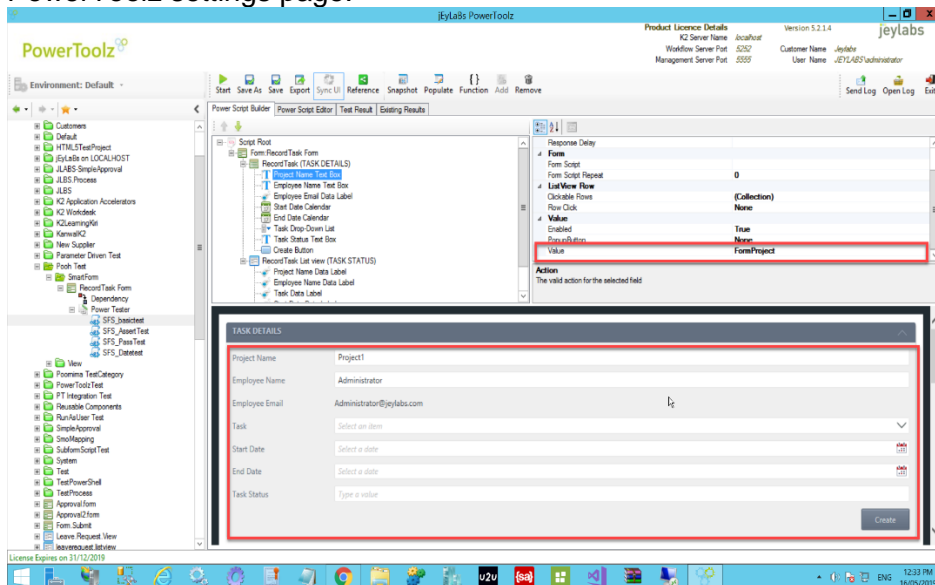 PowerToolz settings page.
jEyLaBs PowerToolz
PowerToolz
Product Licence Details
K2 Server Name localhost
Workflow Server Port 5252
Management Server Port 5555
Version 5.2.1.4
Customer Name Jeylabs
User Name JEYLABS\administrator
jeylabs
Environment: Default
Start Save As Save Export Sync UI Reference Snapshot Populate Function Add Remove
Send Log Open Log Exit
Power Script Builder Power Script Editor Test Result Existing Results
Customers
Default
HTML5TestProject
jEyLaBs on LOCALHOST
JLABS-SimpleApproval
JLBS.Process
JLBS
K2 Application Accelerators
K2 Workdesk
K2LearningKiri
KanwalK2
New Supplier
Parameter Driven Test
Pooh Test
SmartForm
RecordTask Form
Dependency
Power Tester
SFS_basictest
SFS_AssertTest
SFS_PassTest
SFS_Datetest
View
Poornima TestCategory
PowerToolzTest
PT Integration Test
Reusable Components
RunAsUser Test
SimpleApproval
SmoMapping
SubformScriptTest
System
Test
TestPowerShell
TestProcess
Approval.form
Approval2.form
Form.Submit
Leave.Request.View
leaverequest.listview
Script Root
Form:RecordTask Form
RecordTask (TASK DETAILS)
Project Name Text Box
Employee Name Text Box
Employee Email Data Label
Start Date Calendar
End Date Calendar
Task Drop-Down List
Task Status Text Box
Create Button
RecordTask List view (TASK STATUS)
Project Name Data Label
Employee Name Data Label
Task Data Label
Response Delay
Form
Form Script
Form Script Repeat 0
ListView Row
Clickable Rows (Collection)
Row Click None
Value
Enabled True
PopupButton None
Value FormProject
Action
The valid action for the selected field
TASK DETAILS
Project Name Project1
Employee Name Administrator
Employee Email Administrator@jeylabs.com
Task Select an item
Start Date Select a date
End Date Select a date
Task Status Type a value
Create
License Expires on 31/12/2019
u2u {sa} ENG 12:33 PM